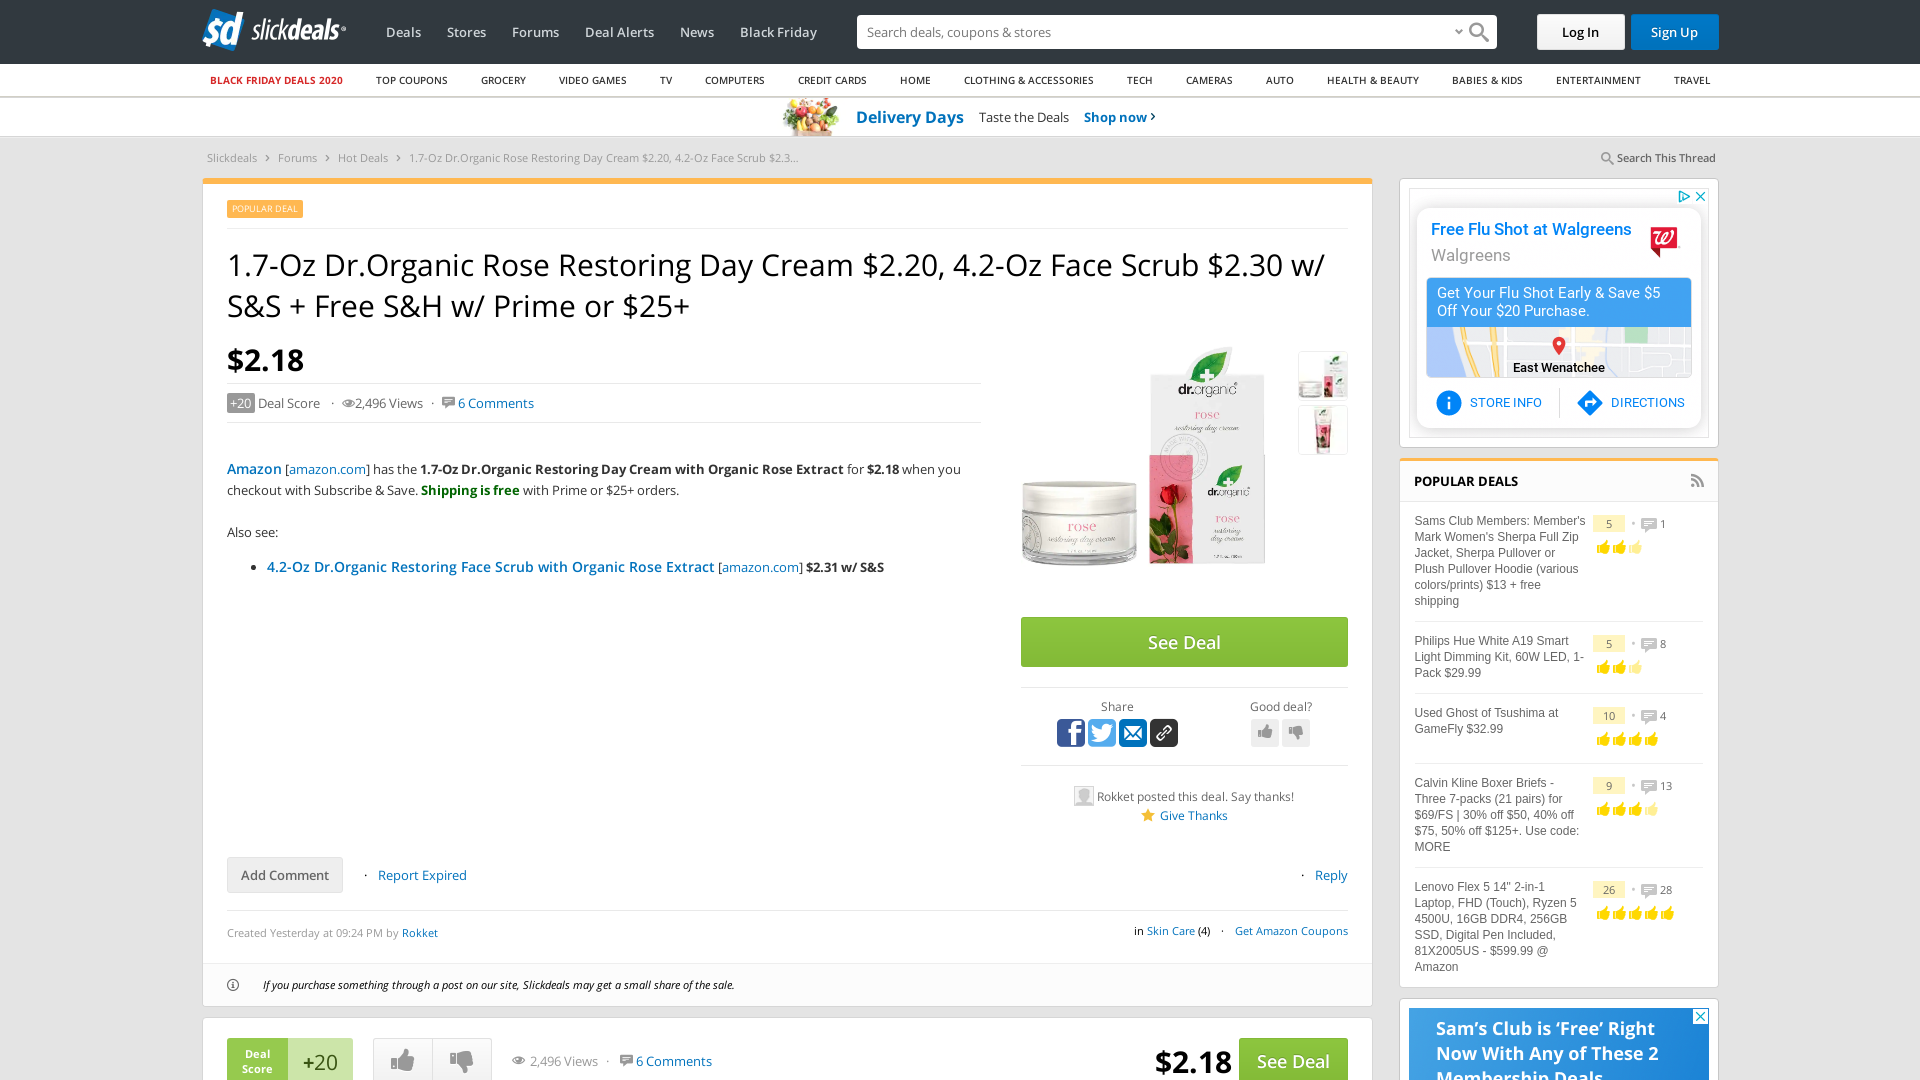 slickdeals
Deals
Stores
Forums
Deal Alerts
News
Black Friday
Search deals, coupons & stores
Log In
Sign Up
BLACK FRIDAY DEALS 2020
TOP COUPONS
GROCERY
VIDEO GAMES
TV
COMPUTERS
CREDIT CARDS
HOME
CLOTHING & ACCESSORIES
TECH
CAMERAS
AUTO
HEALTH & BEAUTY
BABIES & KIDS
ENTERTAINMENT
TRAVEL
Delivery Days Taste the Deals Shop now ›
Slickdeals › Forums › Hot Deals › 1.7-Oz Dr.Organic Rose Restoring Day Cream $2.20, 4.2-Oz Face Scrub $2.3...
Search This Thread
POPULAR DEAL
1.7-Oz Dr.Organic Rose Restoring Day Cream $2.20, 4.2-Oz Face Scrub $2.30 w/
S&S + Free S&H w/ Prime or $25+
$2.18
+20 Deal Score · 2,496 Views · 6 Comments
Amazon [amazon.com] has the 1.7-Oz Dr.Organic Restoring Day Cream with Organic Rose Extract for $2.18 when you
checkout with Subscribe & Save. Shipping is free with Prime or $25+ orders.
Also see:
• 4.2-Oz Dr.Organic Restoring Face Scrub with Organic Rose Extract [amazon.com] $2.31 w/ S&S
dr.organic
rose
restoring day cream
dr.organic
rose
restoring
day cream
rose
restoring day cream
See Deal
Share
Good deal?
Rokket posted this deal. Say thanks!
Give Thanks
Add Comment
· Report Expired
· Reply
Created Yesterday at 09:24 PM by Rokket
in Skin Care (4) · Get Amazon Coupons
If you purchase something through a post on our site, Slickdeals may get a small share of the sale.
Deal
Score
+20
2,496 Views · 6 Comments
$2.18
See Deal
Free Flu Shot at Walgreens
Walgreens
Get Your Flu Shot Early & Save $5
Off Your $20 Purchase.
East Wenatchee
STORE INFO
DIRECTIONS
POPULAR DEALS
Sams Club Members: Member's
Mark Women's Sherpa Full Zip
Jacket, Sherpa Pullover or
Plush Pullover Hoodie (various
colors/prints) $13 + free
shipping
5 • 1
Philips Hue White A19 Smart
Light Dimming Kit, 60W LED, 1-
Pack $29.99
5 • 8
Used Ghost of Tsushima at
GameFly $32.99
10 • 4
Calvin Kline Boxer Briefs -
Three 7-packs (21 pairs) for
$69/FS | 30% off $50, 40% off
$75, 50% off $125+. Use code:
MORE
9 • 13
Lenovo Flex 5 14" 2-in-1
Laptop, FHD (Touch), Ryzen 5
4500U, 16GB DDR4, 256GB
SSD, Digital Pen Included,
81X2005US - $599.99 @
Amazon
26 • 28
Sam's Club is 'Free' Right
Now With Any of These 2
Membership Deals